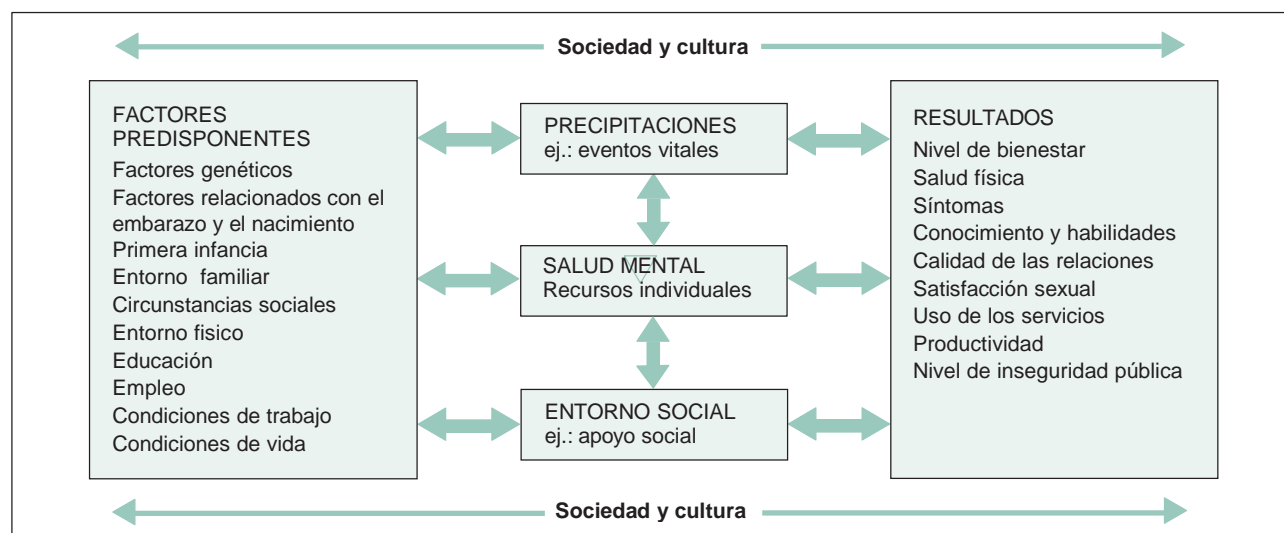 Sociedad y cultura
FACTORES
PREDISPONENTES
Factores genéticos
Factores relacionados con el
embarazo y el nacimiento
Primera infancia
Entorno familiar
Circunstancias sociales
Entorno fisico
Educación
Empleo
Condiciones de trabajo
Condiciones de vida
PRECIPITACIONES
ej.: eventos vitales
SALUD MENTAL
Recursos individuales
ENTORNO SOCIAL
ej.: apoyo social
RESULTADOS
Nivel de bienestar
Salud física
Síntomas
Conocimiento y habilidades
Calidad de las relaciones
Satisfacción sexual
Uso de los servicios
Productividad
Nivel de inseguridad pública
Sociedad y cultura